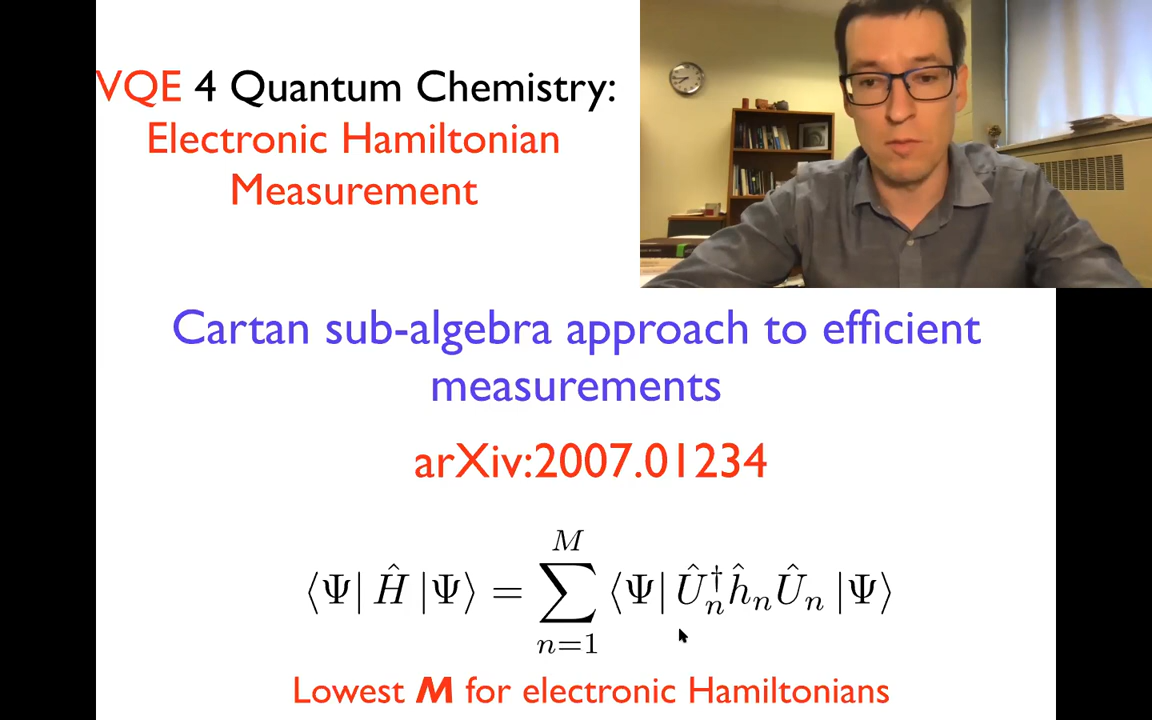 VQE 4 Quantum Chemistry:
Electronic Hamiltonian
Measurement
Cartan sub-algebra approach to efficient
measurements
arXiv:2007.01234
⟨Ψ| Ĥ |Ψ⟩ = ∑_{n=1}^{M} ⟨Ψ| Û_n^† ĥ_n Û_n |Ψ⟩
Lowest M for electronic Hamiltonians